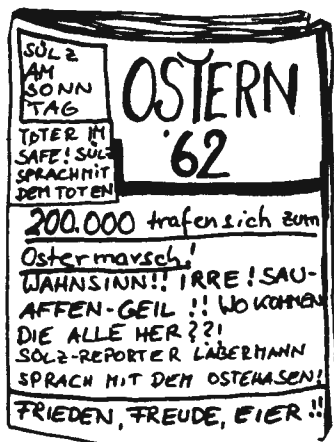 SÜLZ
AM
SONN
TAG
OSTERN
'62
TOTER IM
SAFE! SÜLZ
SPRACH MIT
DEM TOTEN
200.000 trafen sich zum
Ostermarsch!
WAHNSINN!! IRRE! SAU-
AFFEN-GEIL!! WO KOMMEN
DIE ALLE HER??!
SÜLZ-REPORTER LABERMANN
SPRACH MIT DEM OSTEHASEN!
FRIEDEN, FREUDE, EIER!!